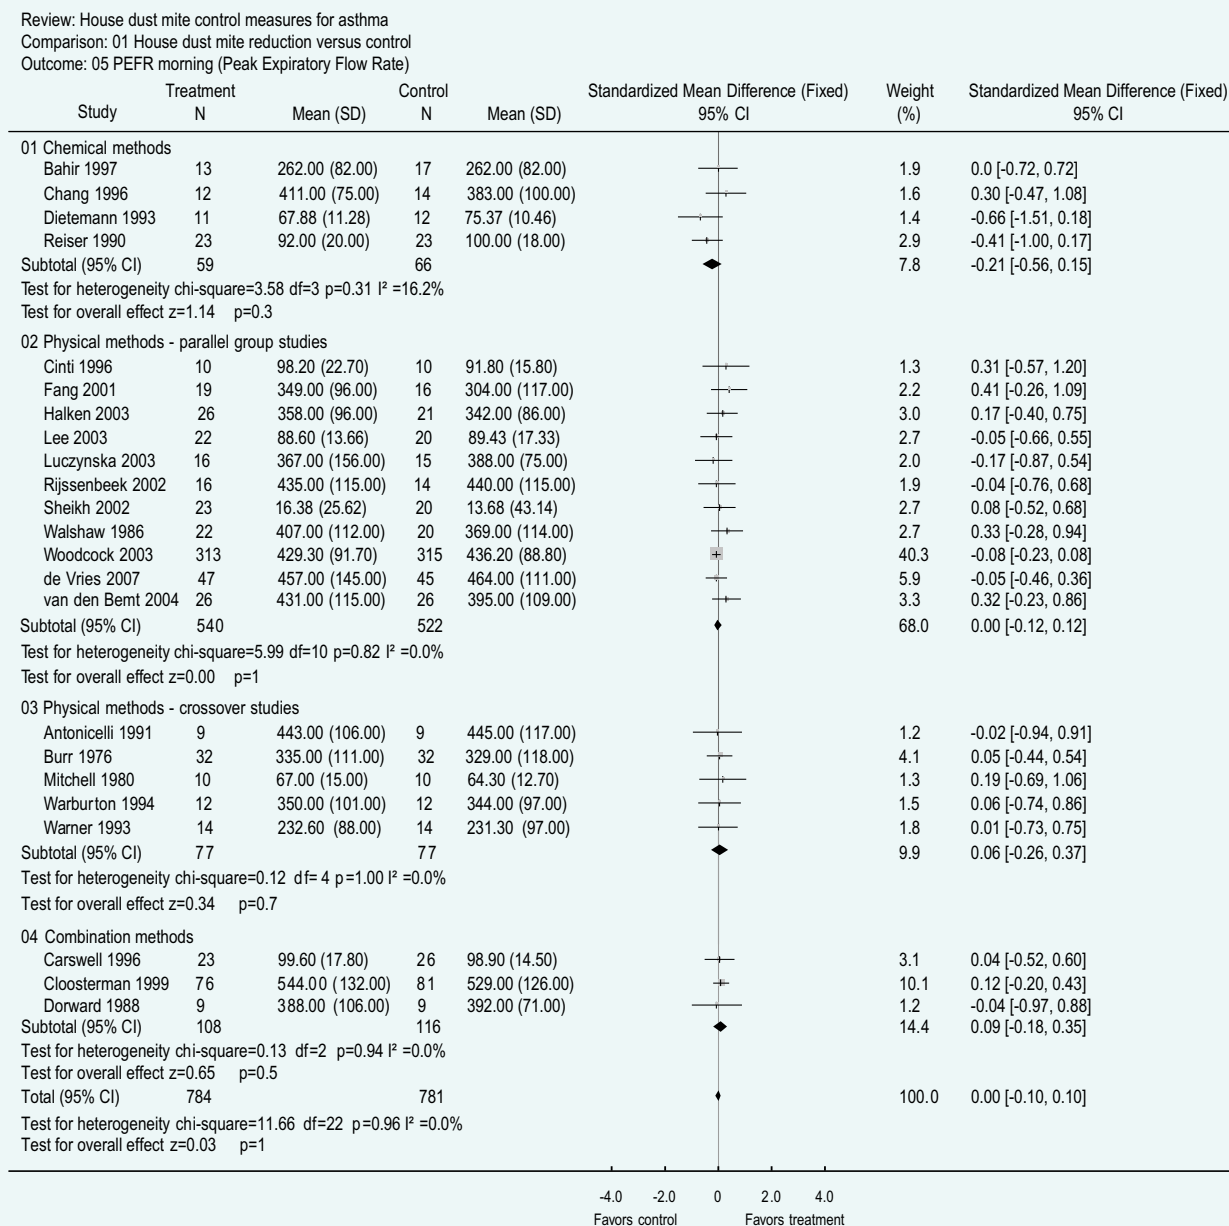 Review: House dust mite control measures for asthma
Comparison: 01 House dust mite reduction versus control
Outcome: 05 PEFR morning (Peak Expiratory Flow Rate)
Treatment Control Standardized Mean Difference (Fixed) Weight Standardized Mean Difference (Fixed)
Study N Mean (SD) N Mean (SD) 95% CI (%) 95% CI
01 Chemical methods
Bahir 1997 13 262.00 (82.00) 17 262.00 (82.00) 1.9 0.0 [-0.72, 0.72]
Chang 1996 12 411.00 (75.00) 14 383.00 (100.00) 1.6 0.30 [-0.47, 1.08]
Dietemann 1993 11 67.88 (11.28) 12 75.37 (10.46) 1.4 -0.66 [-1.51, 0.18]
Reiser 1990 23 92.00 (20.00) 23 100.00 (18.00) 2.9 -0.41 [-1.00, 0.17]
Subtotal (95% CI) 59 66 7.8 -0.21 [-0.56, 0.15]
Test for heterogeneity chi-square=3.58 df=3 p=0.31 I² =16.2%
Test for overall effect z=1.14 p=0.3
02 Physical methods - parallel group studies
Cinti 1996 10 98.20 (22.70) 10 91.80 (15.80) 1.3 0.31 [-0.57, 1.20]
Fang 2001 19 349.00 (96.00) 16 304.00 (117.00) 2.2 0.41 [-0.26, 1.09]
Halken 2003 26 358.00 (96.00) 21 342.00 (86.00) 3.0 0.17 [-0.40, 0.75]
Lee 2003 22 88.60 (13.66) 20 89.43 (17.33) 2.7 -0.05 [-0.66, 0.55]
Luczynska 2003 16 367.00 (156.00) 15 388.00 (75.00) 2.0 -0.17 [-0.87, 0.54]
Rijssenbeek 2002 16 435.00 (115.00) 14 440.00 (115.00) 1.9 -0.04 [-0.76, 0.68]
Sheikh 2002 23 16.38 (25.62) 20 13.68 (43.14) 2.7 0.08 [-0.52, 0.68]
Walshaw 1986 22 407.00 (112.00) 20 369.00 (114.00) 2.7 0.33 [-0.28, 0.94]
Woodcock 2003 313 429.30 (91.70) 315 436.20 (88.80) 40.3 -0.08 [-0.23, 0.08]
de Vries 2007 47 457.00 (145.00) 45 464.00 (111.00) 5.9 -0.05 [-0.46, 0.36]
van den Bemt 2004 26 431.00 (115.00) 26 395.00 (109.00) 3.3 0.32 [-0.23, 0.86]
Subtotal (95% CI) 540 522 68.0 0.00 [-0.12, 0.12]
Test for heterogeneity chi-square=5.99 df=10 p=0.82 I² =0.0%
Test for overall effect z=0.00 p=1
03 Physical methods - crossover studies
Antonicelli 1991 9 443.00 (106.00) 9 445.00 (117.00) 1.2 -0.02 [-0.94, 0.91]
Burr 1976 32 335.00 (111.00) 32 329.00 (118.00) 4.1 0.05 [-0.44, 0.54]
Mitchell 1980 10 67.00 (15.00) 10 64.30 (12.70) 1.3 0.19 [-0.69, 1.06]
Warburton 1994 12 350.00 (101.00) 12 344.00 (97.00) 1.5 0.06 [-0.74, 0.86]
Warner 1993 14 232.60 (88.00) 14 231.30 (97.00) 1.8 0.01 [-0.73, 0.75]
Subtotal (95% CI) 77 77 9.9 0.06 [-0.26, 0.37]
Test for heterogeneity chi-square=0.12 df= 4 p=1.00 I² =0.0%
Test for overall effect z=0.34 p=0.7
04 Combination methods
Carswell 1996 23 99.60 (17.80) 26 98.90 (14.50) 3.1 0.04 [-0.52, 0.60]
Cloosterman 1999 76 544.00 (132.00) 81 529.00 (126.00) 10.1 0.12 [-0.20, 0.43]
Dorward 1988 9 388.00 (106.00) 9 392.00 (71.00) 1.2 -0.04 [-0.97, 0.88]
Subtotal (95% CI) 108 116 14.4 0.09 [-0.18, 0.35]
Test for heterogeneity chi-square=0.13 df=2 p=0.94 I² =0.0%
Test for overall effect z=0.65 p=0.5
Total (95% CI) 784 781 100.0 0.00 [-0.10, 0.10]
Test for heterogeneity chi-square=11.66 df=22 p=0.96 I² =0.0%
Test for overall effect z=0.03 p=1
-4.0 -2.0 0 2.0 4.0
Favors control Favors treatment